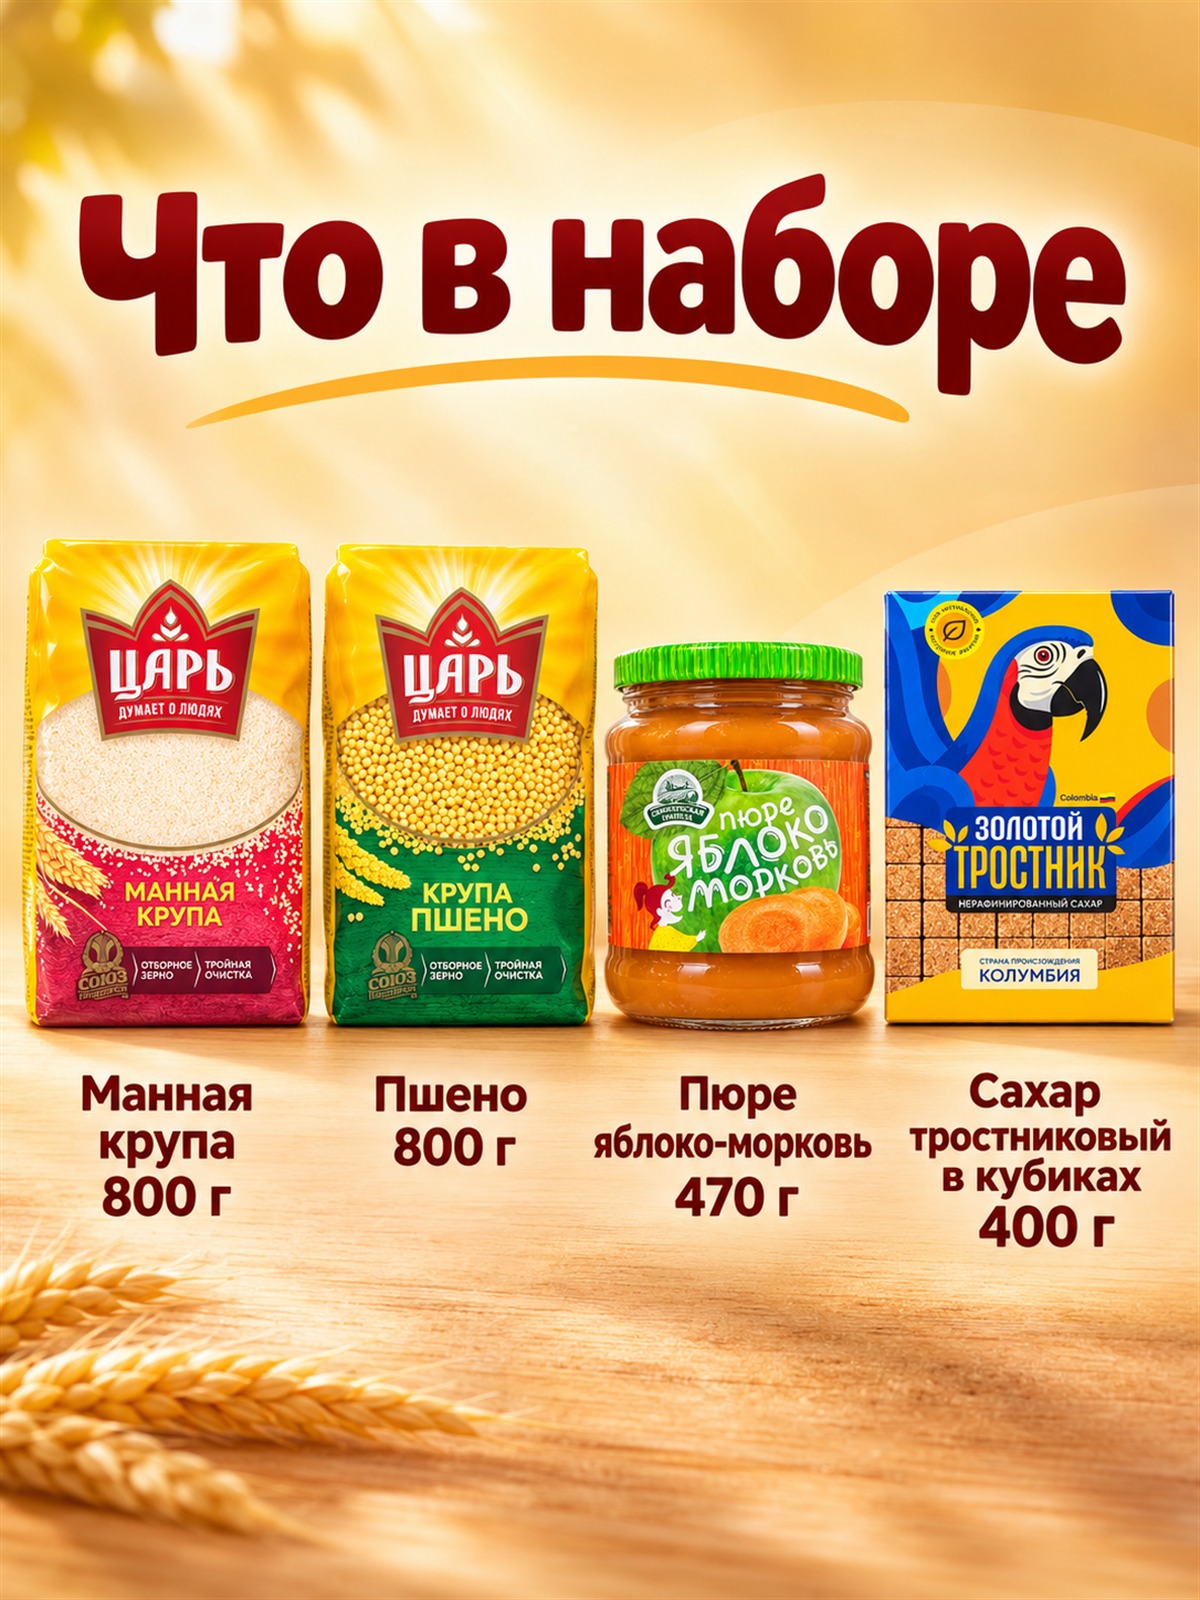 Что в наборе
ЦАРЬ
ДУМАЕТ О ЛЮДЯХ
МАННАЯ
КРУПА
СОЮЗ
ОТБОРНОЕ
ЗЕРНО
ТРОЙНАЯ
ОЧИСТКА
ЦАРЬ
ДУМАЕТ О ЛЮДЯХ
КРУПА
ПШЕНО
СОЮЗ
ОТБОРНОЕ
ЗЕРНО
ТРОЙНАЯ
ОЧИСТКА
ПЮРЕ
ЯБЛОКО
МОРКОВЬ
Colombia
ЗОЛОТОЙ
ТРОСТНИК
НЕРАФИНИРОВАННЫЙ САХАР
СТРАНА ПРОИСХОЖДЕНИЯ
КОЛУМБИЯ
Манная
крупа
800 г
Пшено
800 г
Пюре
яблоко-морковь
470 г
Сахар
тростниковый
в кубиках
400 г